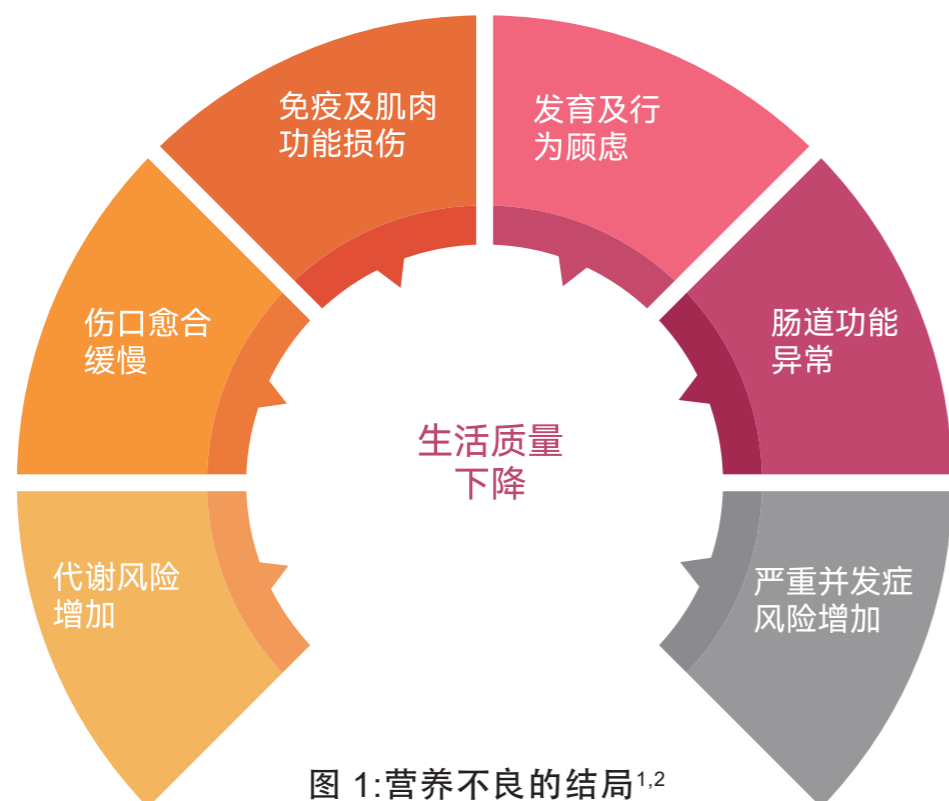 免疫及肌肉
功能损伤
发育及行
为顾虑
伤口愈合
缓慢
肠道功能
异常
生活质量
下降
代谢风险
增加
严重并发症
风险增加
图 1:营养不良的结局1,2